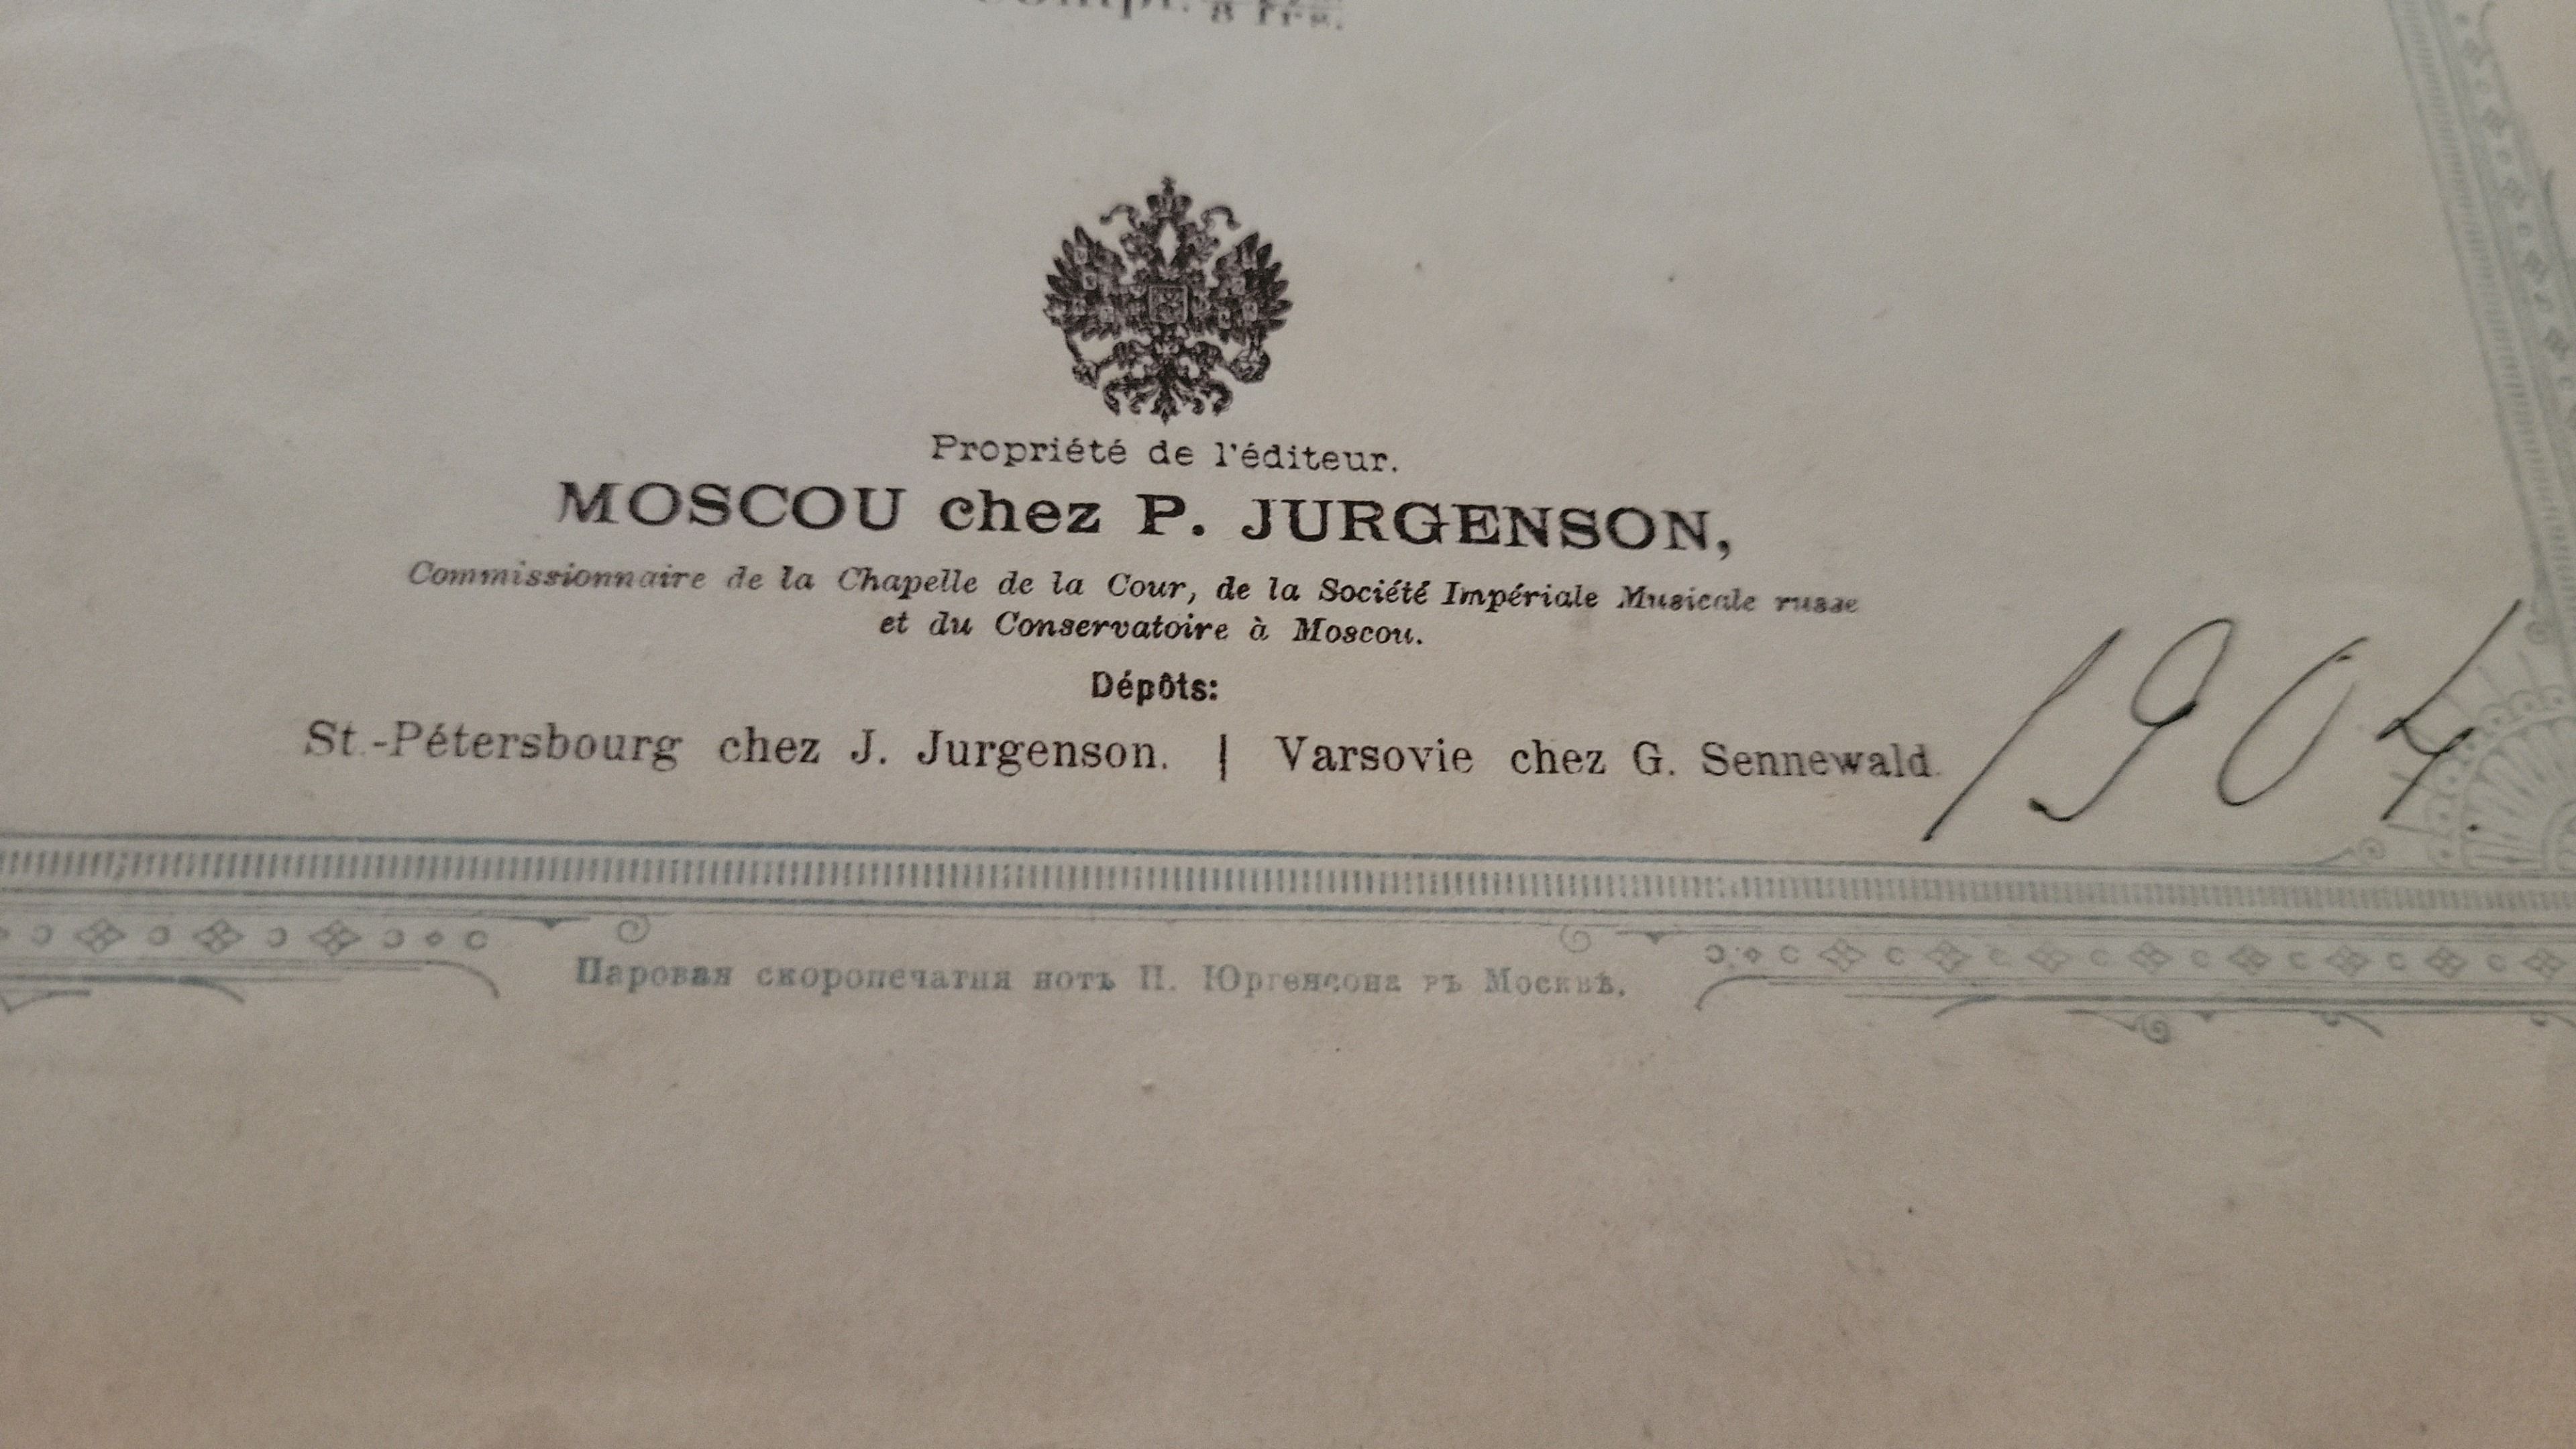 8 frs.
Propriété de l'éditeur.
MOSCOU chez P. JURGENSON,
Commissionnaire de la Chapelle de la Cour, de la Société Impériale Musicale russe
et du Conservatoire à Moscou.
Dépôts:
St.-Pétersbourg chez J. Jurgenson. | Varsovie chez G. Sennewald.
1904.
Паровая скоропечатня нотъ П. Юргенсона въ Москвѣ.